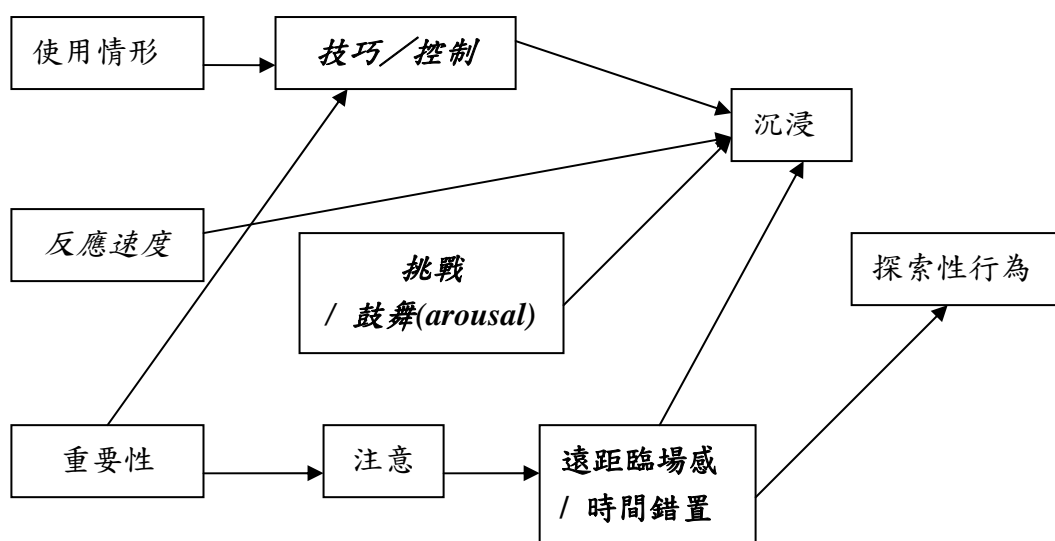 使用情形
技巧／控制
沉浸
反應速度
挑戰
/ 鼓舞(arousal)
探索性行為
重要性
注意
遠距臨場感
/ 時間錯置